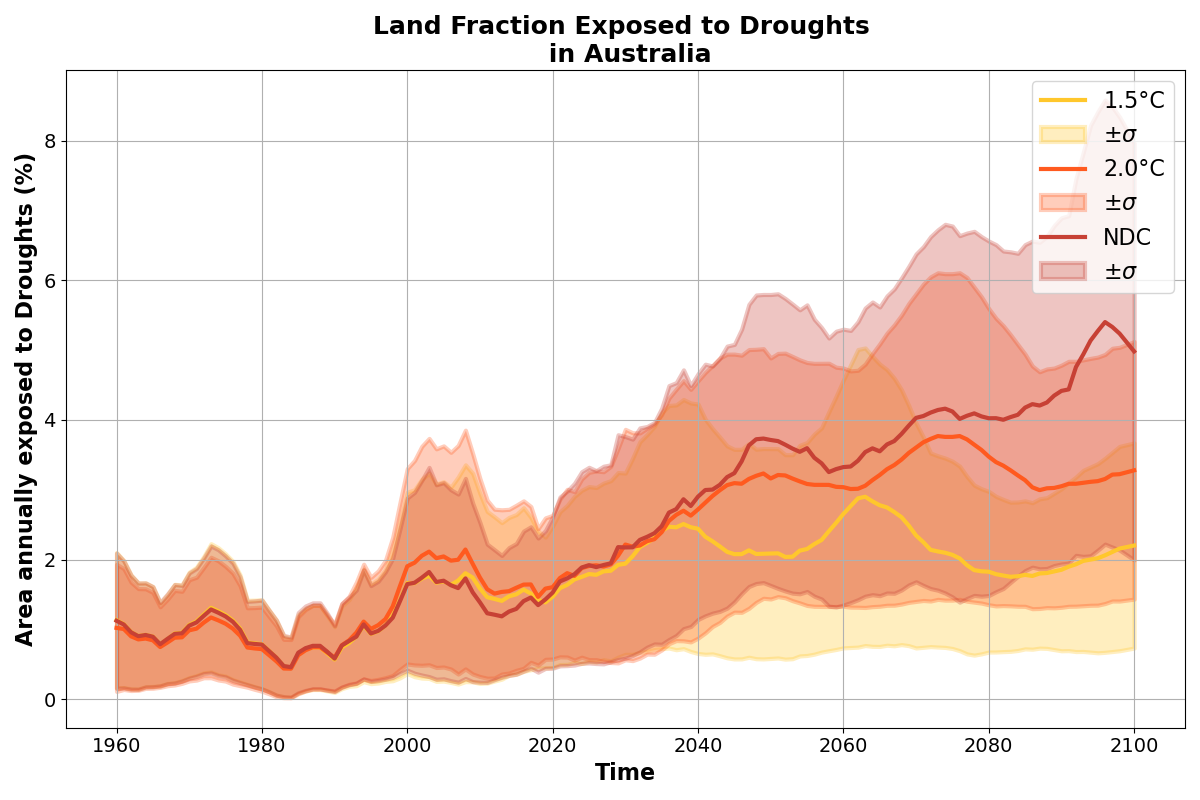 Land Fraction Exposed to Droughts
in Australia
Area annually exposed to Droughts (%)
8
6
4
2
0
1960 1980 2000 2020 2040 2060 2080 2100
Time
1.5°C
±σ
2.0°C
±σ
NDC
±σ